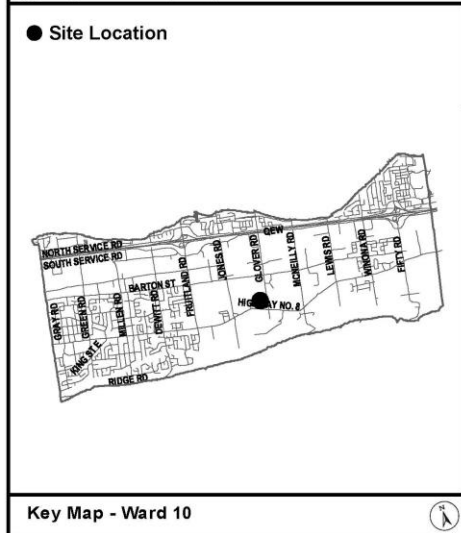 Site Location
QEW
NORTH SERVICE RD
SOUTH SERVICE RD
GRAY RD
GREEN RD
MILLEN RD
DEWITT RD
FRUITLAND RD
JONES RD
GLOVER RD
MCNEILLY RD
LEWIS RD
WINONA RD
FIFTY RD
BARTON ST
HIGHWAY NO. 8
KING ST E
RIDGE RD
Key Map - Ward 10
N